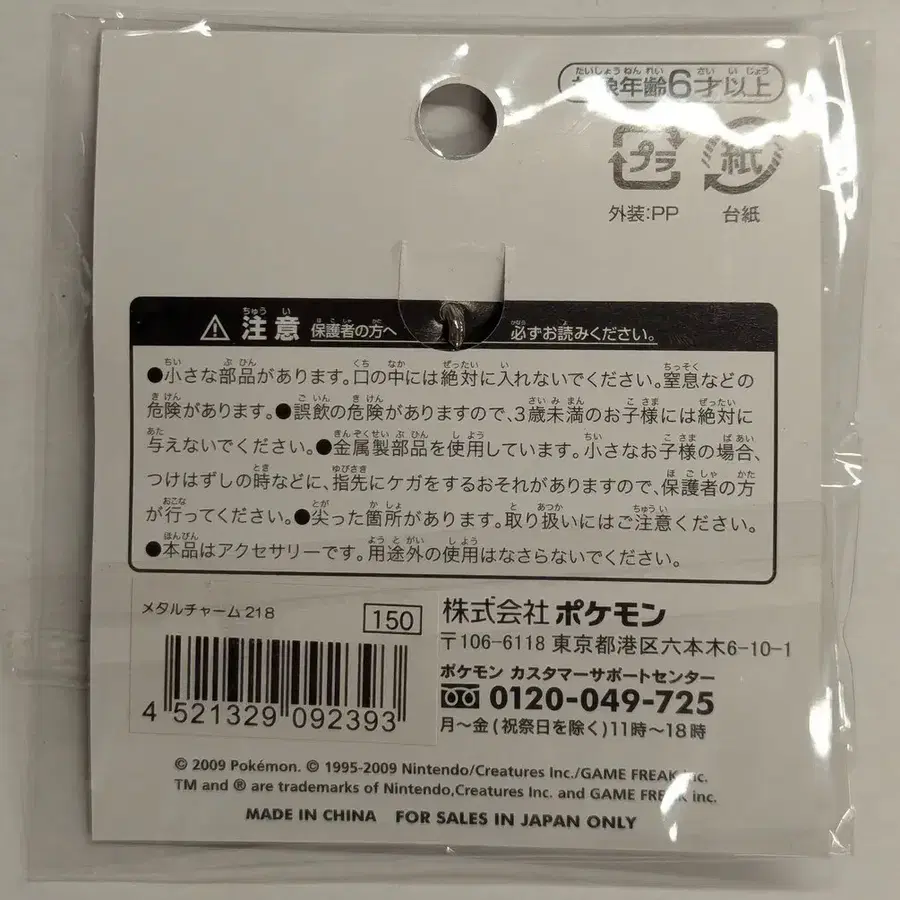 対象年齢6才以上
プラ
紙
外装:PP
台紙
注意 保護者の方へ 必ずお読みください。
●小さな部品があります。口の中には絶対に入れないでください。窒息などの
危険があります。●誤飲の危険がありますので、3歳未満のお子様には絶対に
与えないでください。●金属製部品を使用しています。小さなお子様の場合、
つけはずしの時などに、指先にケガをするおそれがありますので、保護者の方
が行ってください。●尖った箇所があります。取り扱いにはご注意ください。
●本品はアクセサリーです。用途外の使用はなさらないでください。
メタルチャーム218
150
4 521329 092393
株式会社 ポケモン
〒106-6118 東京都港区六本木6-10-1
ポケモン カスタマーサポートセンター
0120-049-725
月〜金(祝祭日を除く)11時〜18時
© 2009 Pokémon. © 1995-2009 Nintendo/Creatures Inc./GAME FREAK inc.
TM and ® are trademarks of Nintendo,Creatures Inc. and GAME FREAK inc.
MADE IN CHINA FOR SALES IN JAPAN ONLY